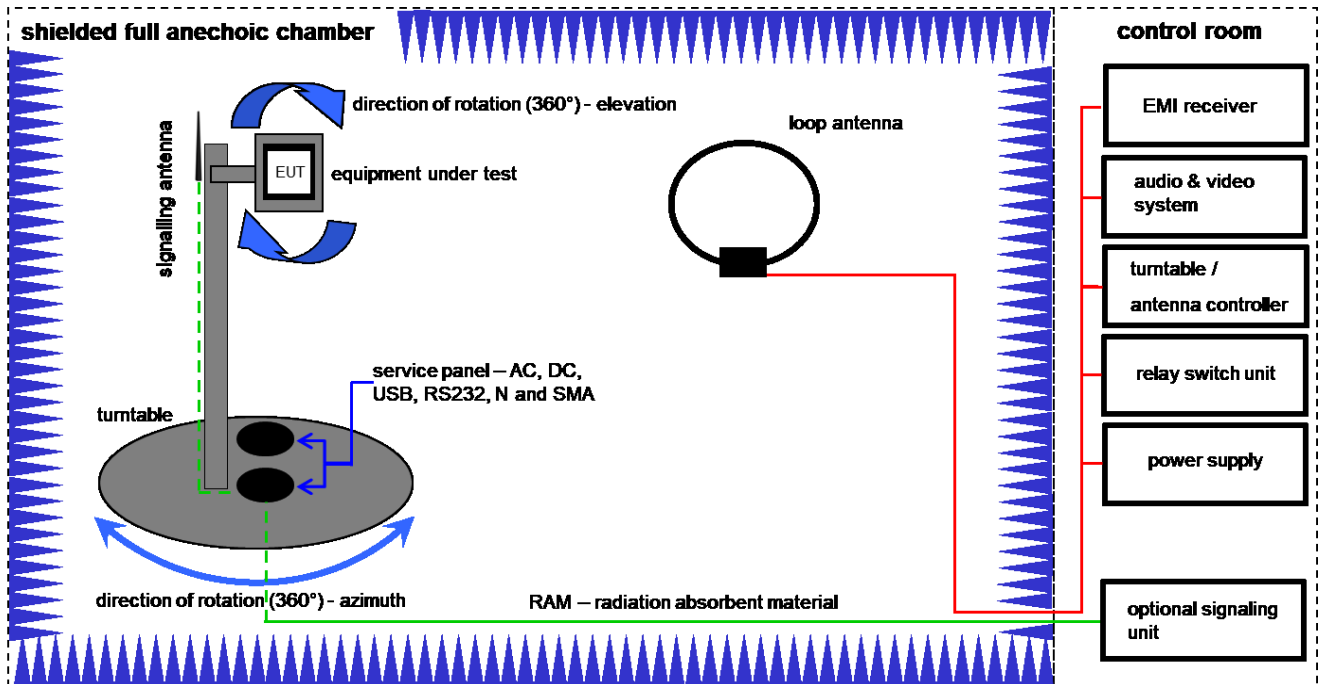 shielded full anechoic chamber
control room
direction of rotation (360°) - elevation
loop antenna
EMI receiver
signalling antenna
EUT
equipment under test
audio & video
system
turntable /
antenna controller
service panel – AC, DC,
USB, RS232, N and SMA
relay switch unit
turntable
power supply
direction of rotation (360°) - azimuth
RAM – radiation absorbent material
optional signaling
unit